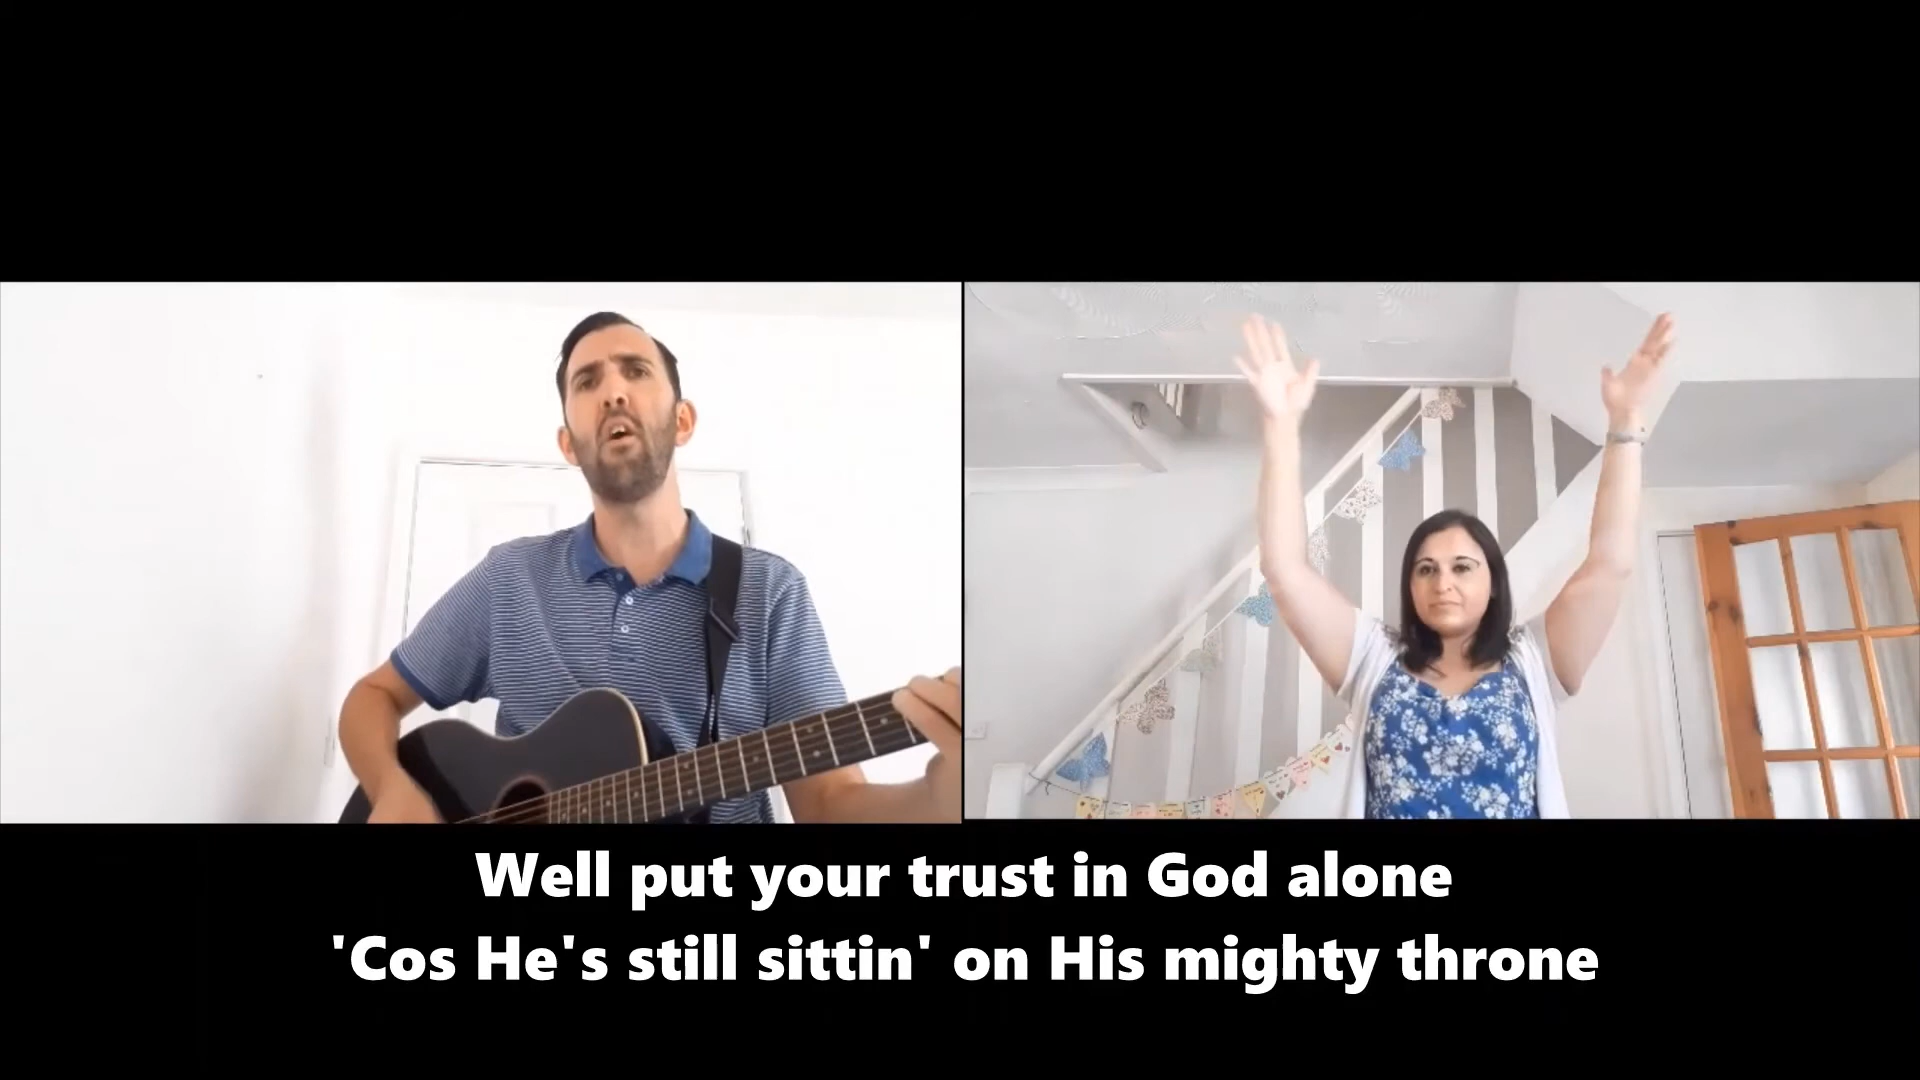 Well put your trust in God alone
'Cos He's still sittin' on His mighty throne